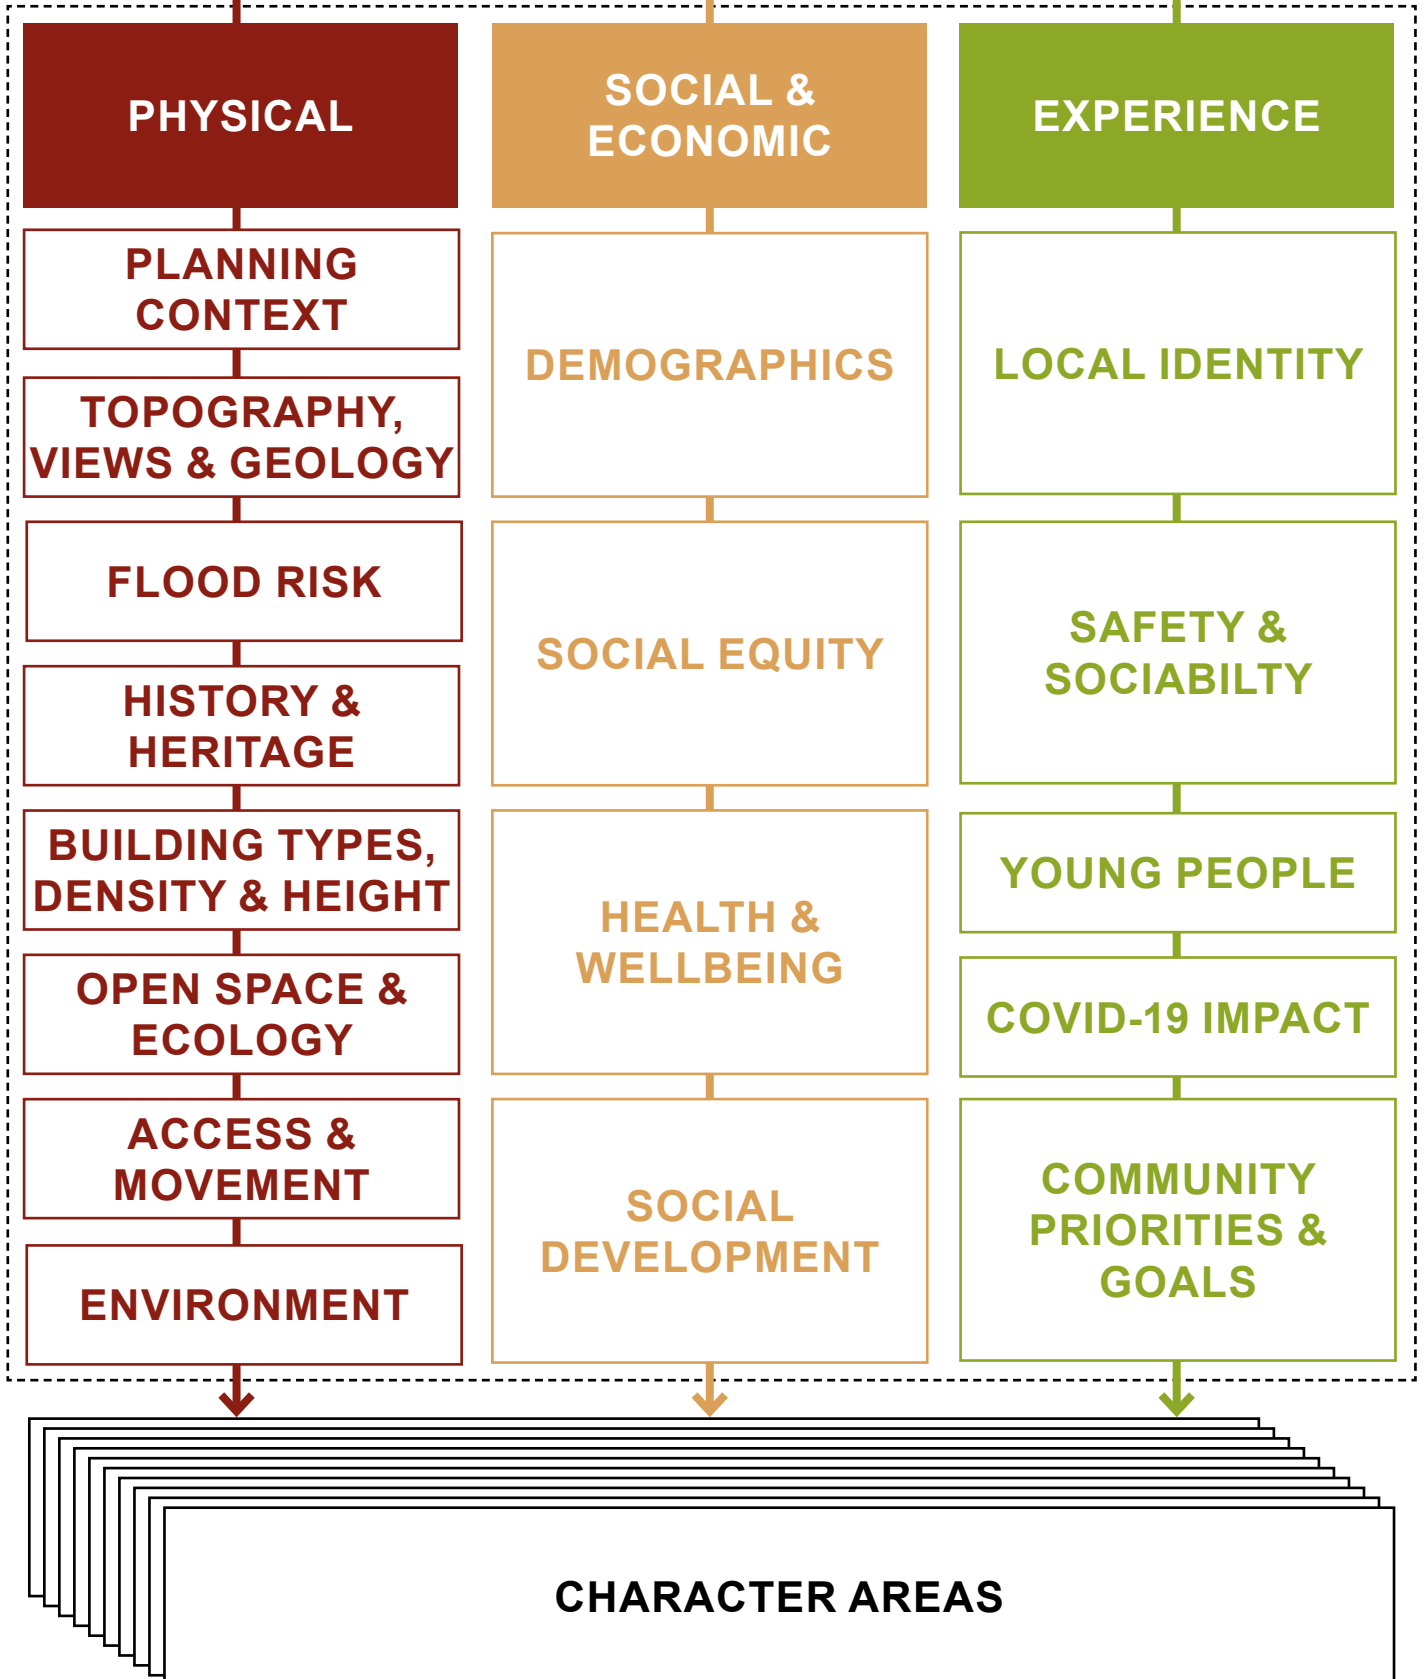 PHYSICAL
PLANNING
CONTEXT
TOPOGRAPHY,
VIEWS & GEOLOGY
FLOOD RISK
HISTORY &
HERITAGE
BUILDING TYPES,
DENSITY & HEIGHT
OPEN SPACE &
ECOLOGY
ACCESS &
MOVEMENT
ENVIRONMENT
SOCIAL &
ECONOMIC
DEMOGRAPHICS
SOCIAL EQUITY
HEALTH &
WELLBEING
SOCIAL
DEVELOPMENT
EXPERIENCE
LOCAL IDENTITY
SAFETY &
SOCIABILTY
YOUNG PEOPLE
COVID-19 IMPACT
COMMUNITY
PRIORITIES &
GOALS
CHARACTER AREAS